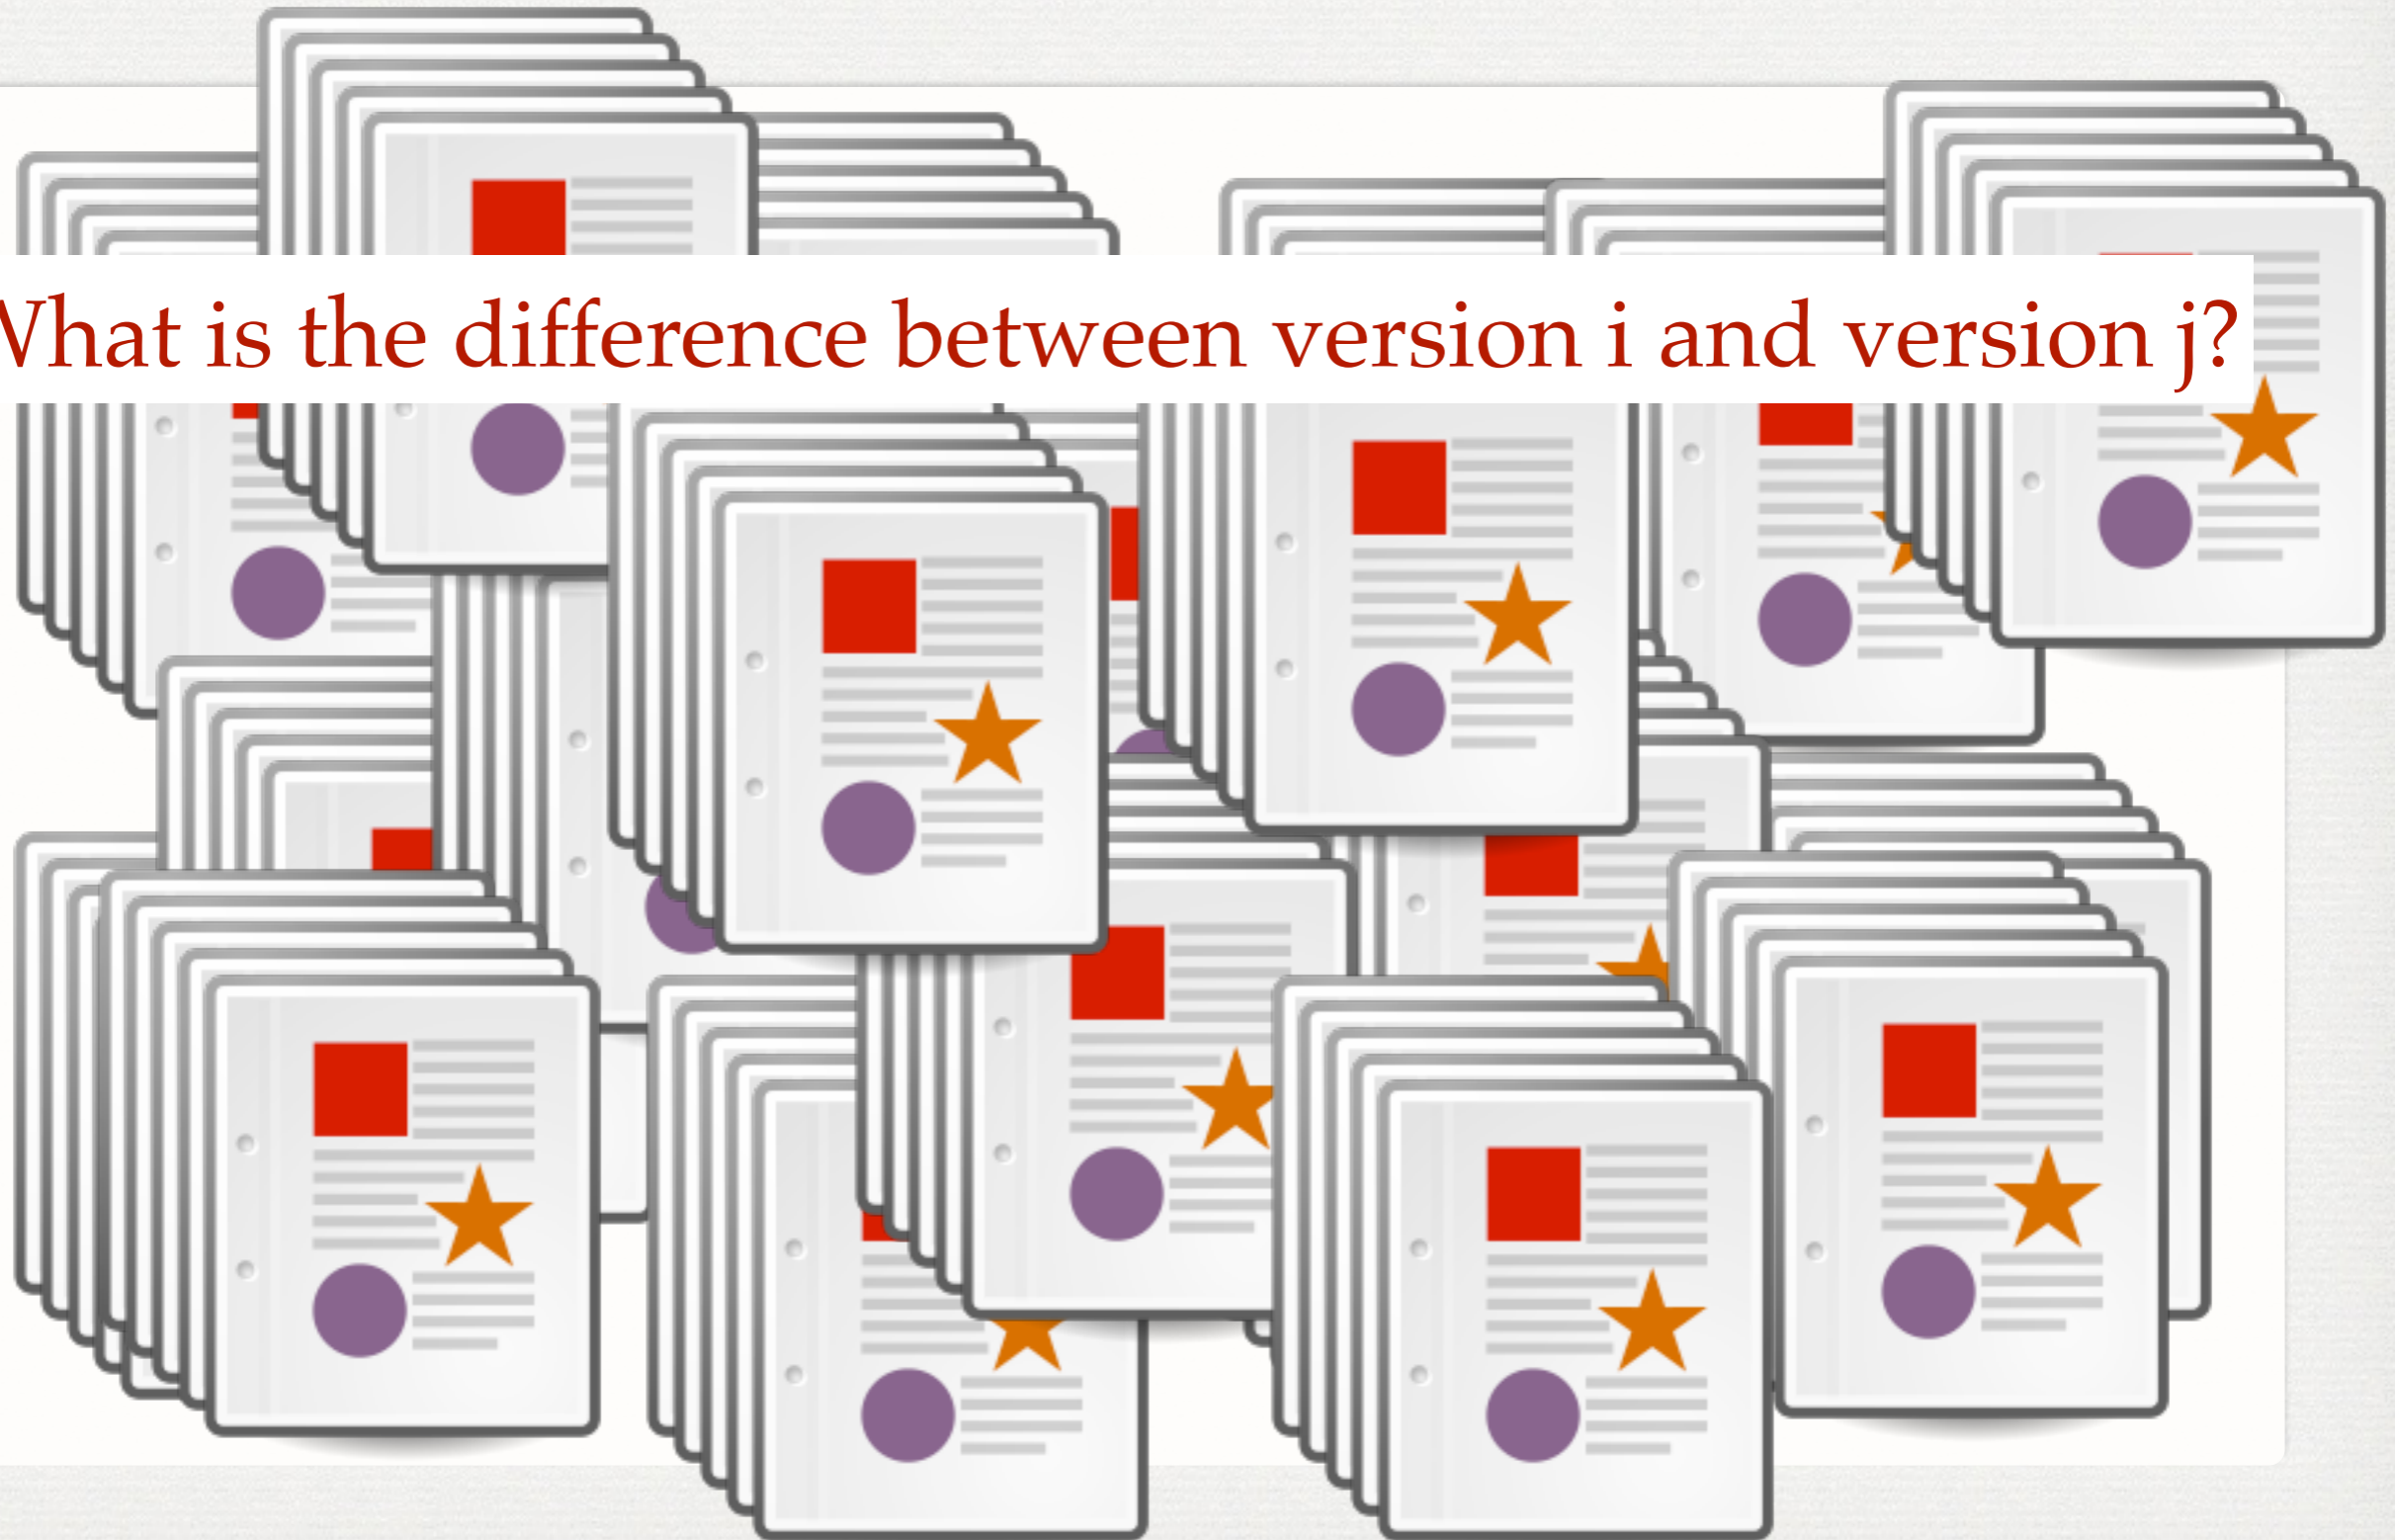 What is the difference between version i and version j?